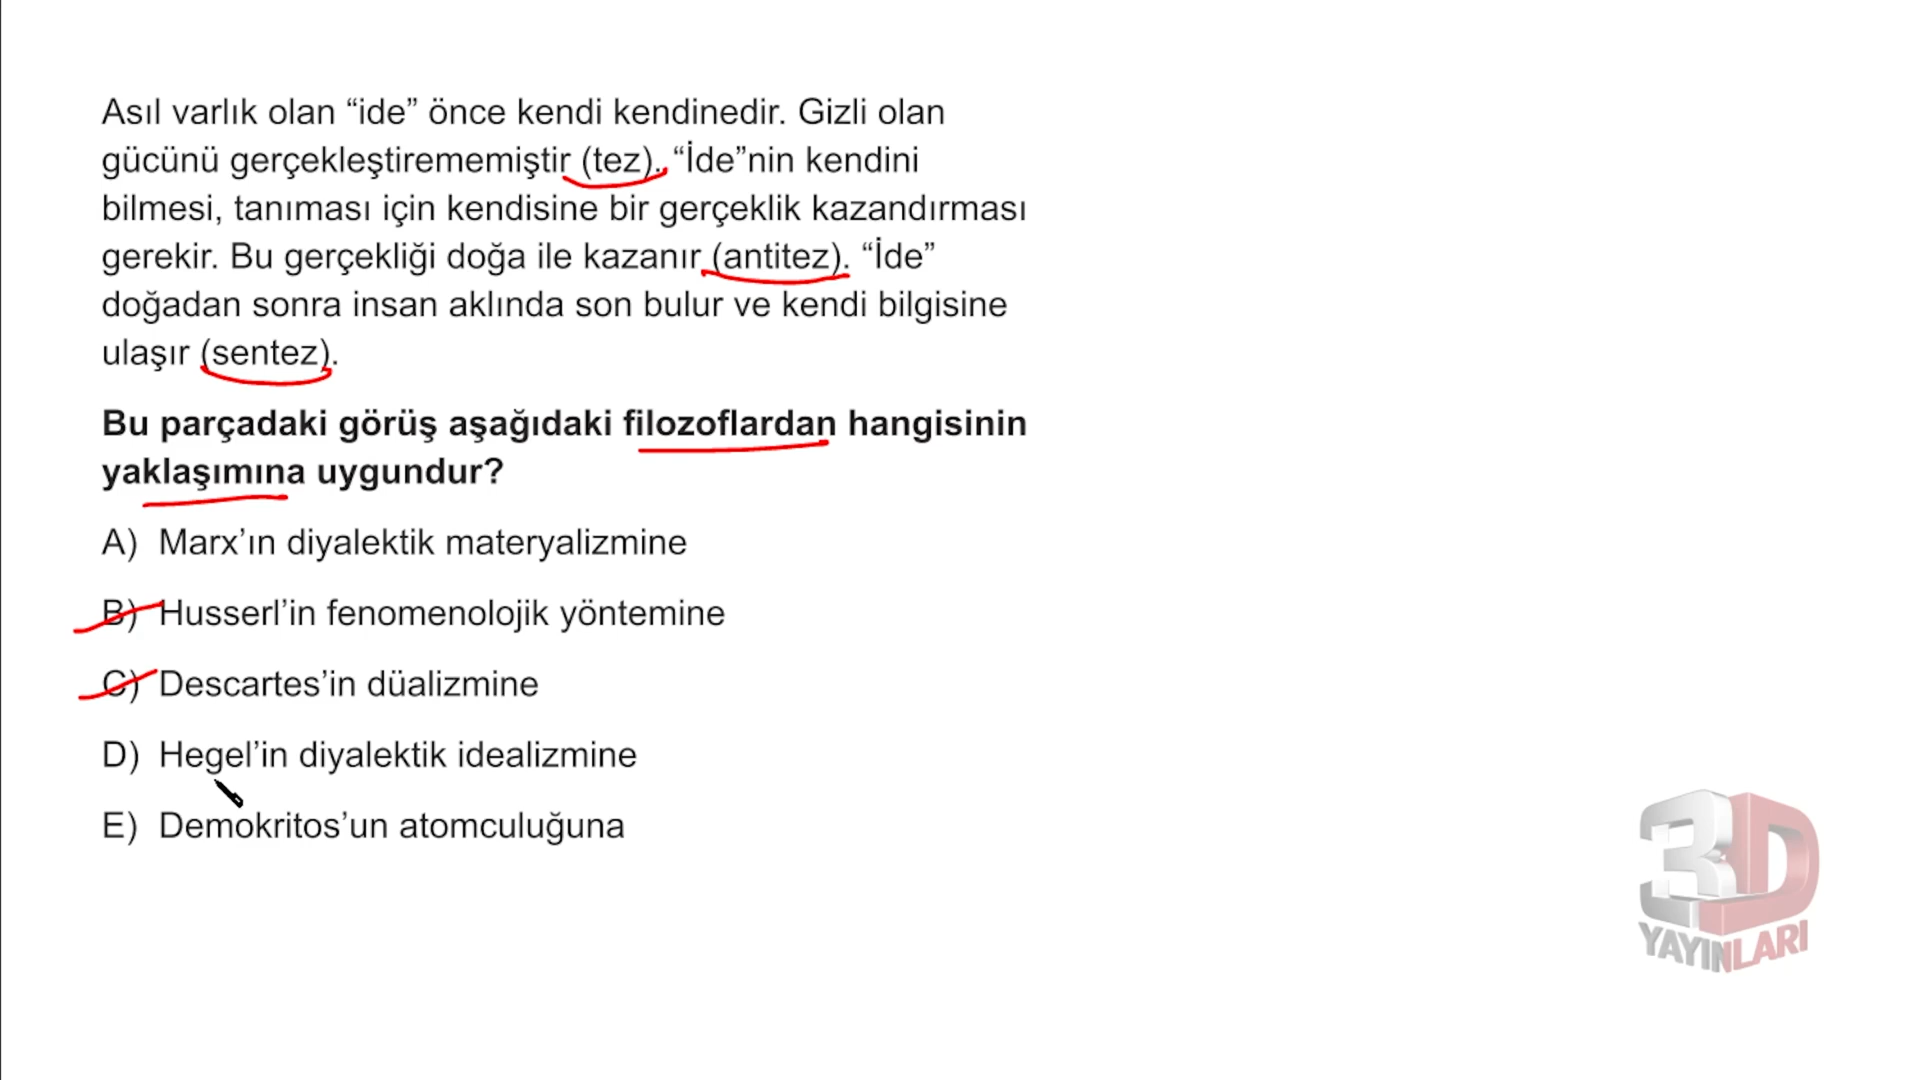 Asıl varlık olan “ide” önce kendi kendinedir. Gizli olan
gücünü gerçekleştirememiştir (tez). “İde”nin kendini
bilmesi, tanıması için kendisine bir gerçeklik kazandırması
gerekir. Bu gerçekliği doğa ile kazanır (antitez). “İde”
doğadan sonra insan aklında son bulur ve kendi bilgisine
ulaşır (sentez).
Bu parçadaki görüş aşağıdaki filozoflardan hangisinin
yaklaşımına uygundur?
A) Marx’ın diyalektik materyalizmine
B) Husserl’in fenomenolojik yöntemine
C) Descartes’in düalizmine
D) Hegel’in diyalektik idealizmine
E) Demokritos’un atomculuğuna
3D
YAYINLARI